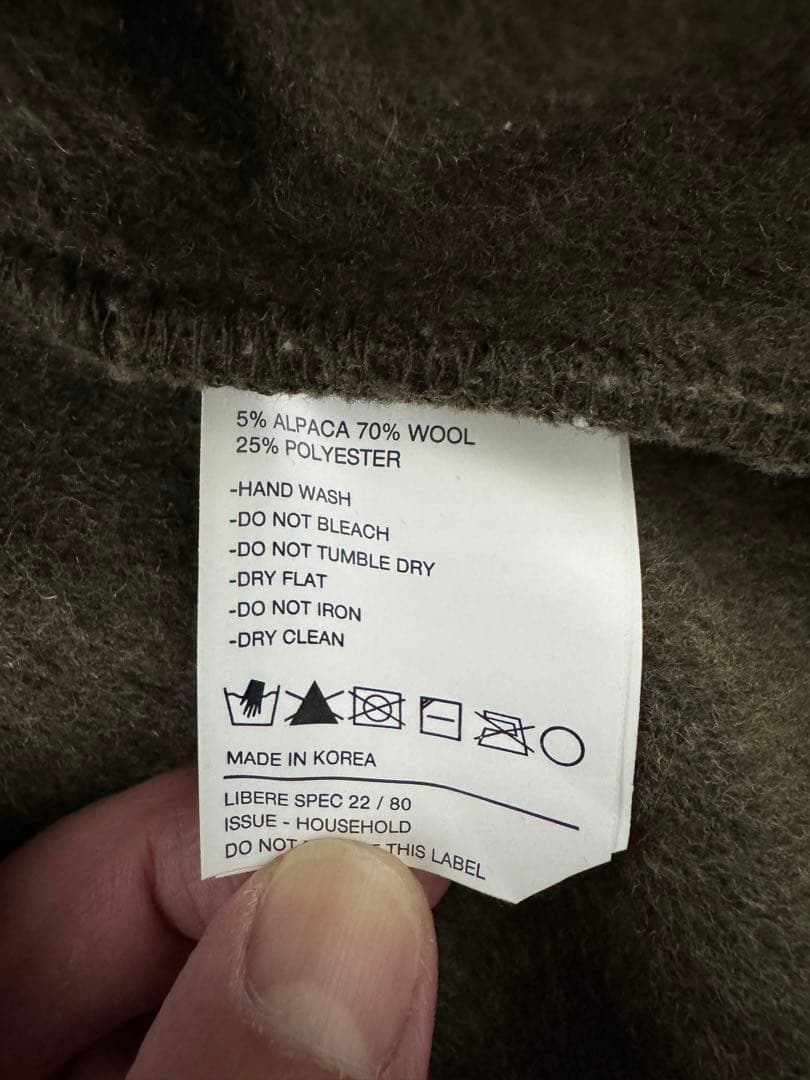 5% ALPACA 70% WOOL
25% POLYESTER
-HAND WASH
-DO NOT BLEACH
-DO NOT TUMBLE DRY
-DRY FLAT
-DO NOT IRON
-DRY CLEAN
MADE IN KOREA
LIBERE SPEC 22 / 80
ISSUE - HOUSEHOLD
DO NOT THIS LABEL